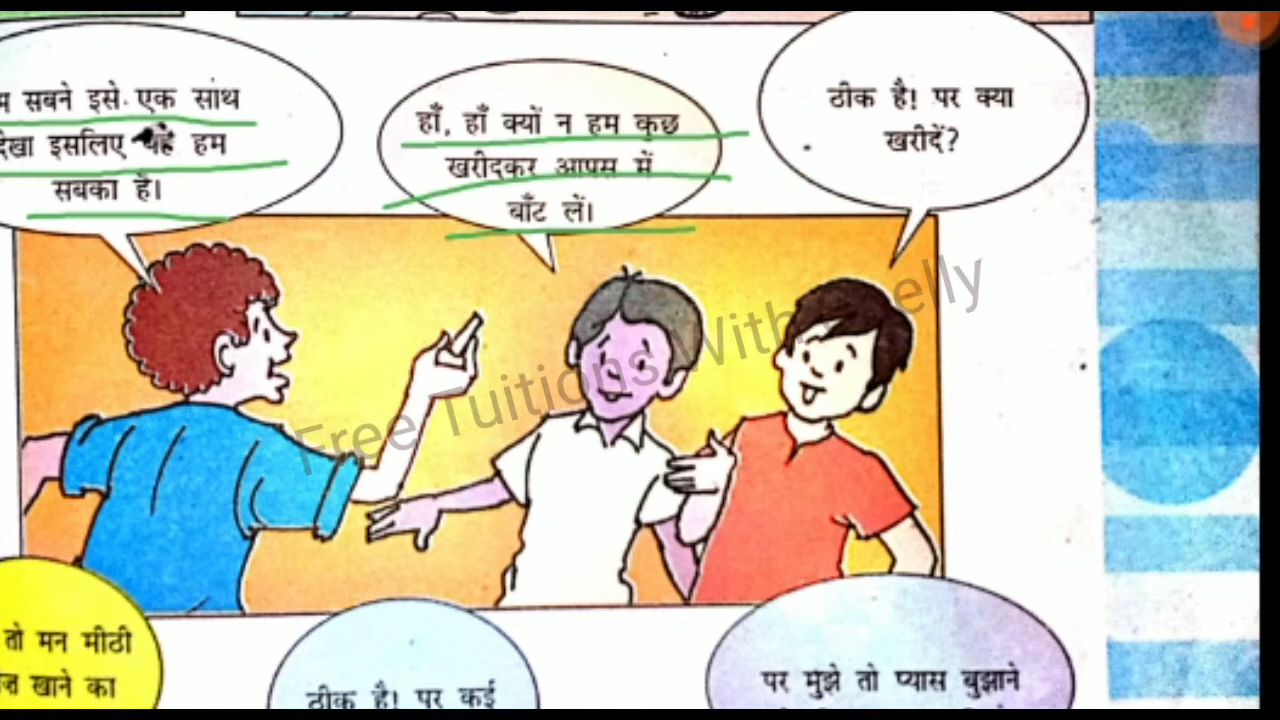 सबने इसे एक साथ
देखा इसलिए यह हम
सबका है।
हाँ, हाँ क्यों न हम कुछ
खरीदकर आपस में
बाँट लें।
ठीक है! पर क्या
खरीदें?
Free Tuitions With
तो मन मीठी
खाने का
ठीक है! पर कई
पर मुझे तो प्यास बुझाने